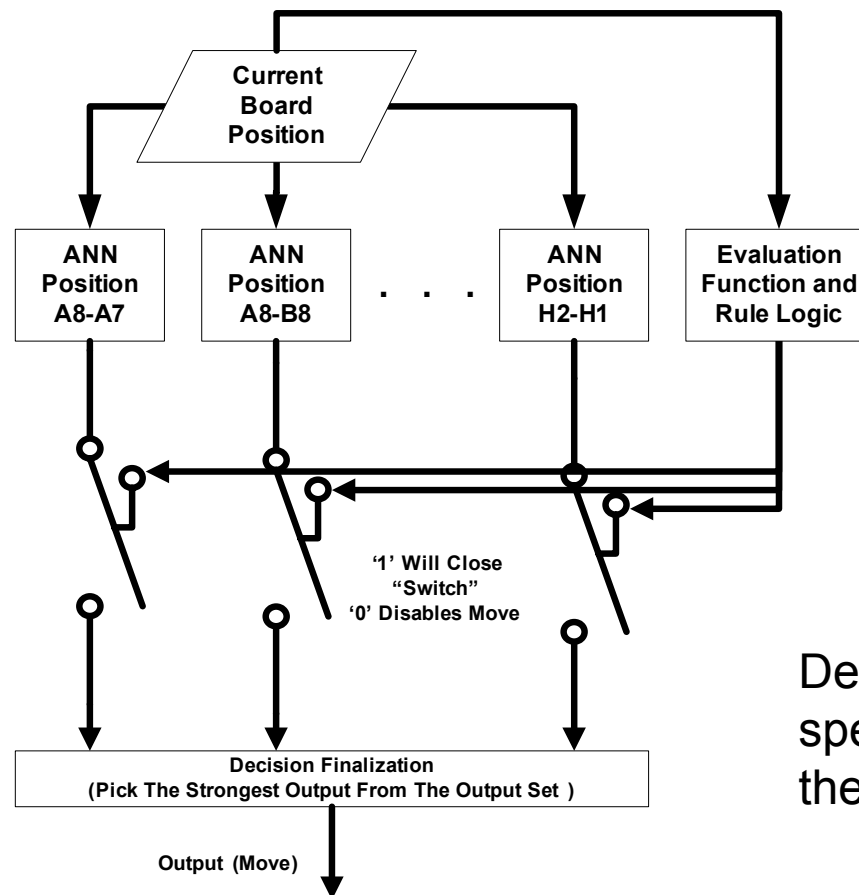 Current
Board
Position
ANN
Position
A8-A7
ANN
Position
A8-B8
. . .
ANN
Position
H2-H1
Evaluation
Function and
Rule Logic
‘1’ Will Close
“Switch”
‘0’ Disables Move
De
spe
the
Decision Finalization
(Pick The Strongest Output From The Output Set )
Output (Move)